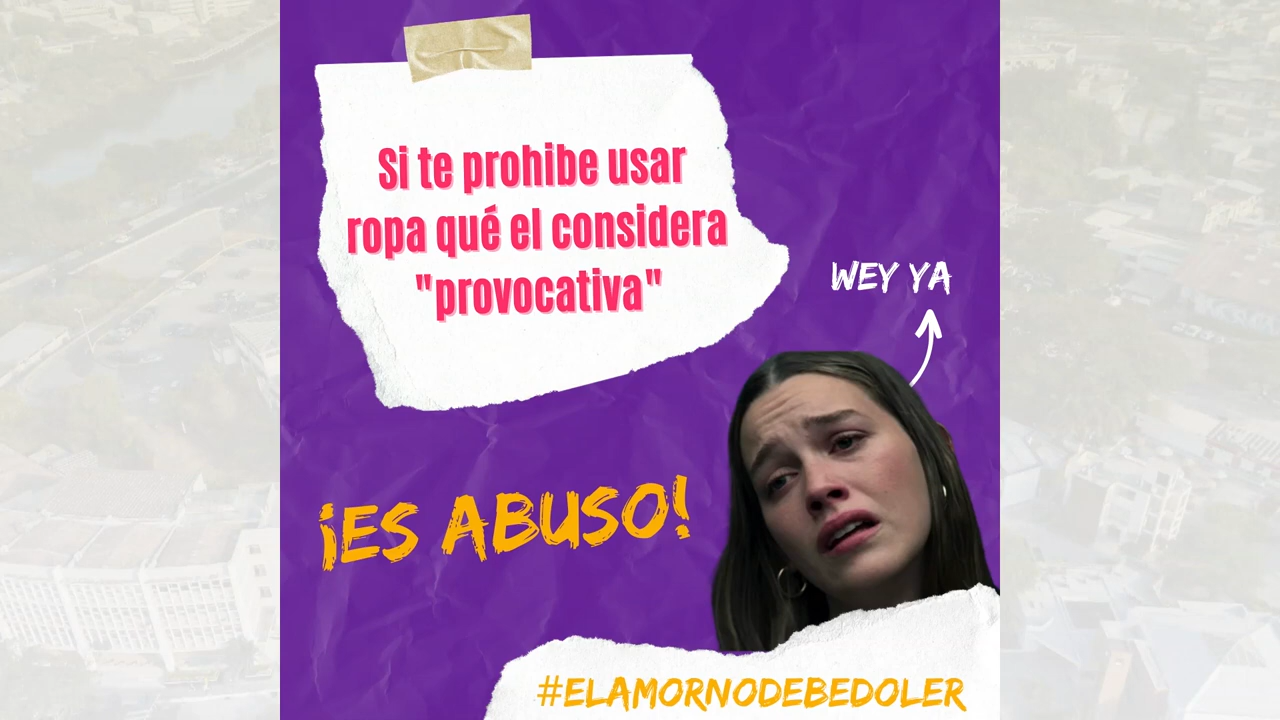 Si te prohibe usar
ropa qué el considera
"provocativa"
WEY YA
¡ES ABUSO!
#ELAMORNODEBEDOLER